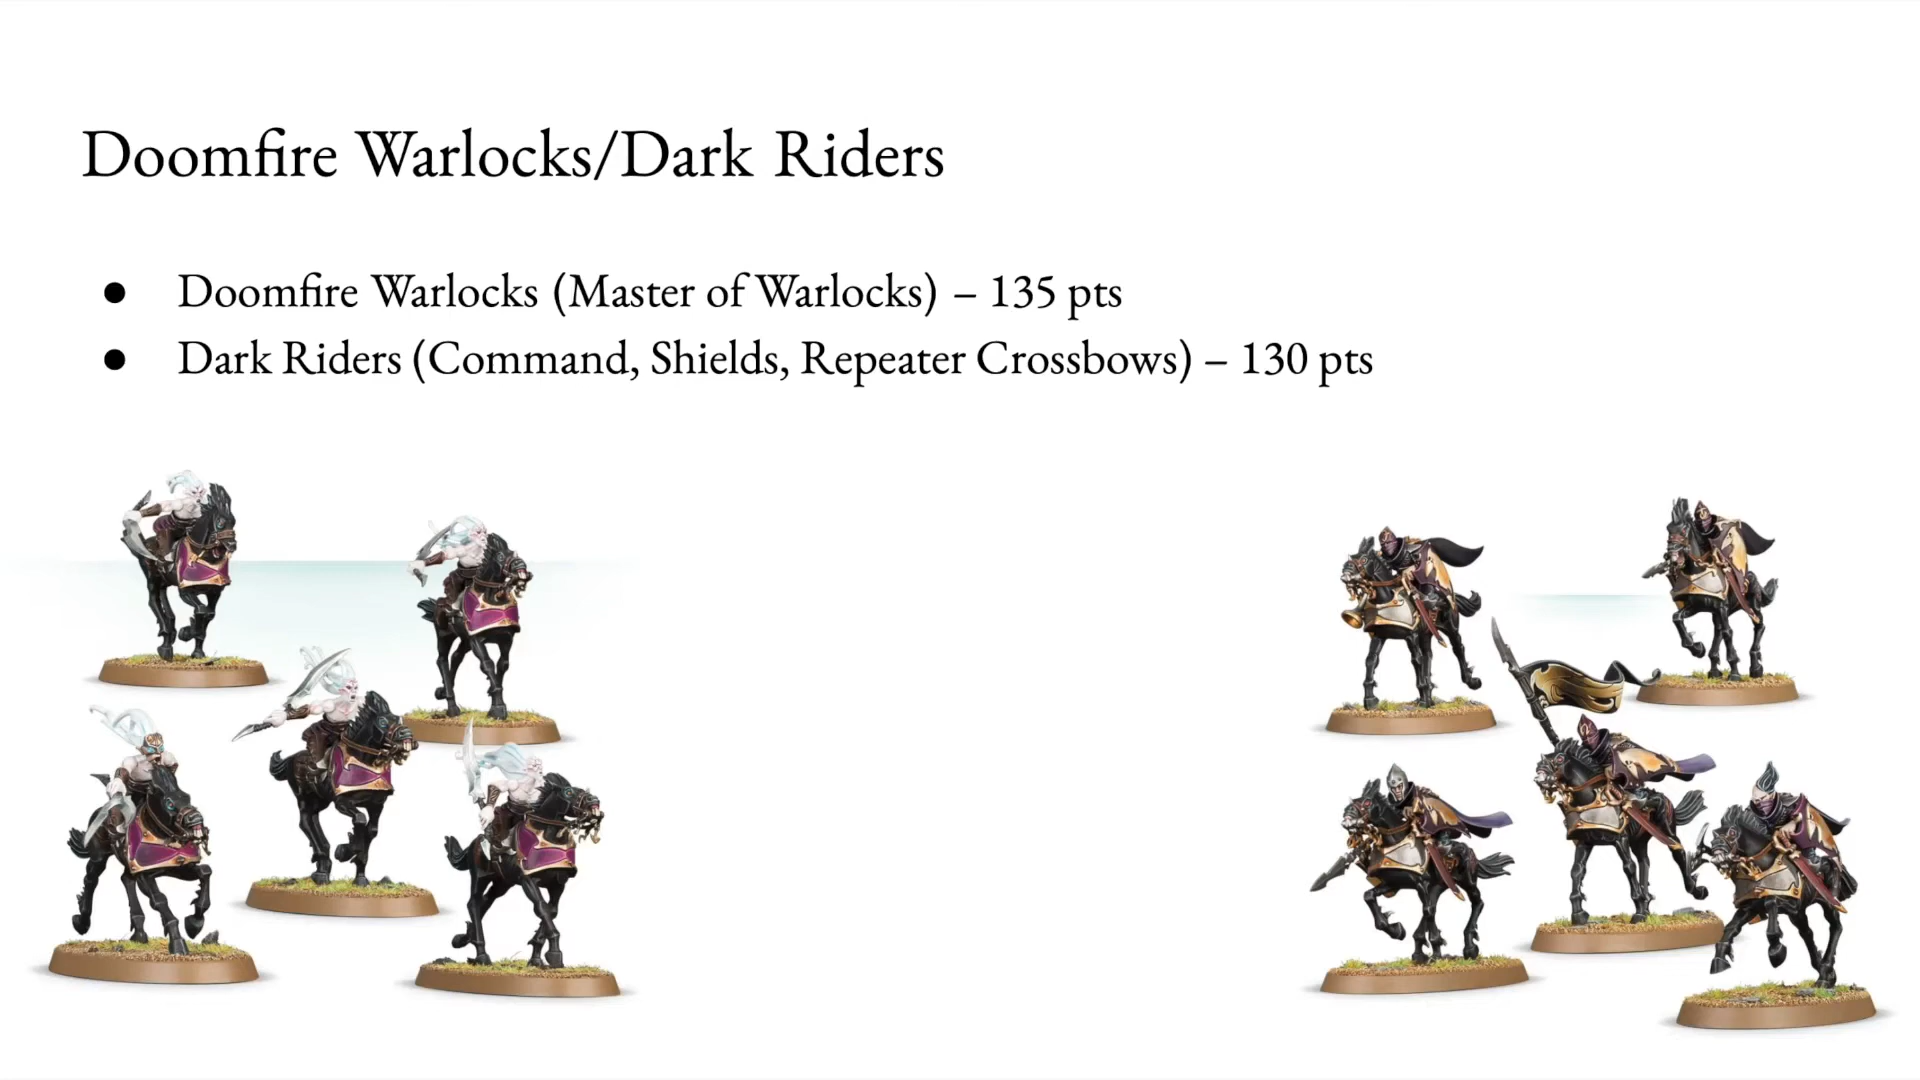 Doomfire Warlocks/Dark Riders
● Doomfire Warlocks (Master of Warlocks) – 135 pts
● Dark Riders (Command, Shields, Repeater Crossbows) – 130 pts